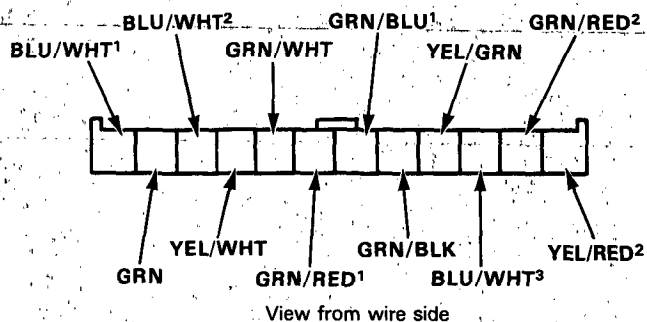 BLU/WHT² GRN/BLU¹ GRN/RED²
BLU/WHT¹ GRN/WHT YEL/GRN
YEL/WHT GRN/BLK YEL/RED²
GRN GRN/RED¹ BLU/WHT³
View from wire side